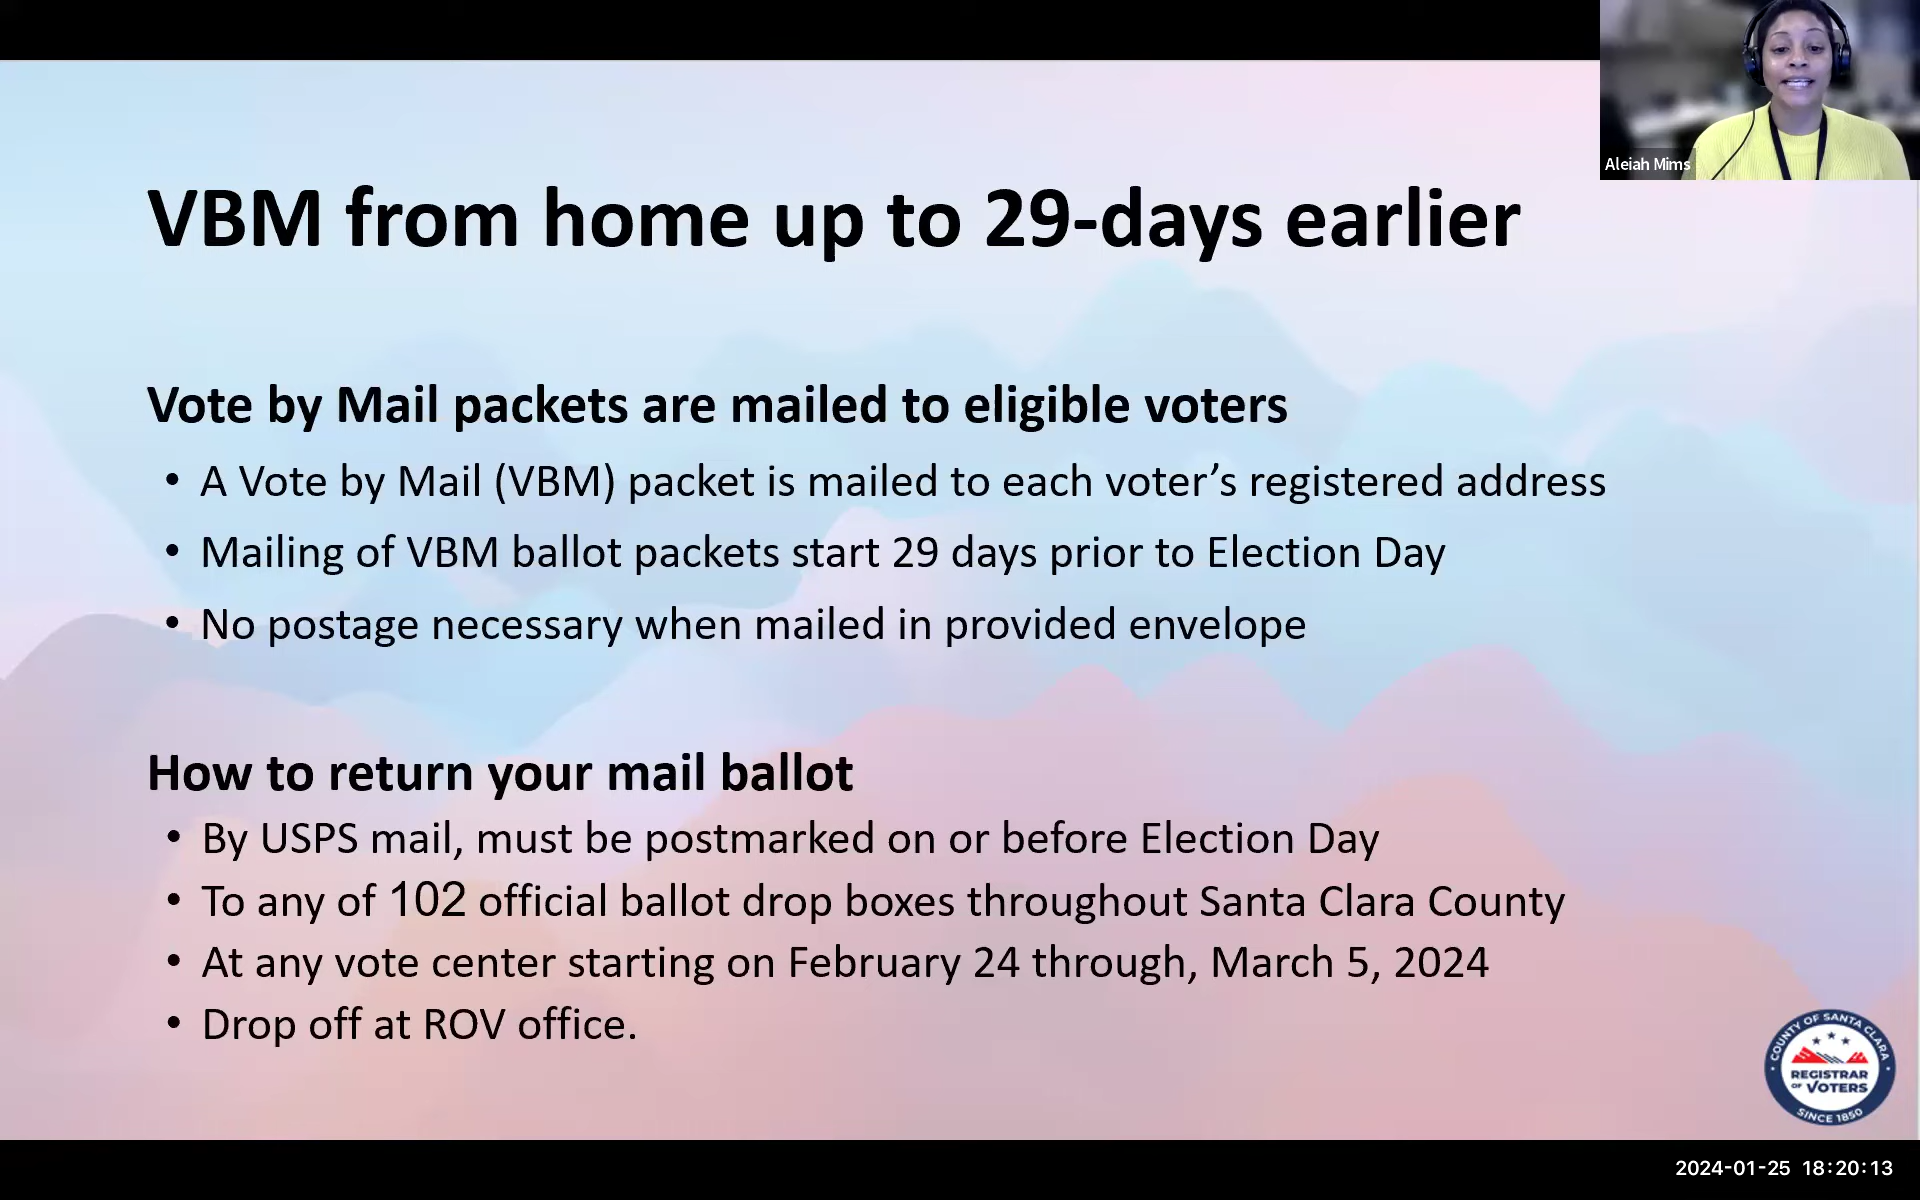 Aleiah Mims
VBM from home up to 29-days earlier
Vote by Mail packets are mailed to eligible voters
• A Vote by Mail (VBM) packet is mailed to each voter’s registered address
• Mailing of VBM ballot packets start 29 days prior to Election Day
• No postage necessary when mailed in provided envelope
How to return your mail ballot
• By USPS mail, must be postmarked on or before Election Day
• To any of 102 official ballot drop boxes throughout Santa Clara County
• At any vote center starting on February 24 through, March 5, 2024
• Drop off at ROV office.
COUNTY OF SANTA CLARA
REGISTRAR
OF VOTERS
SINCE 1850
2024-01-25 18:20:13